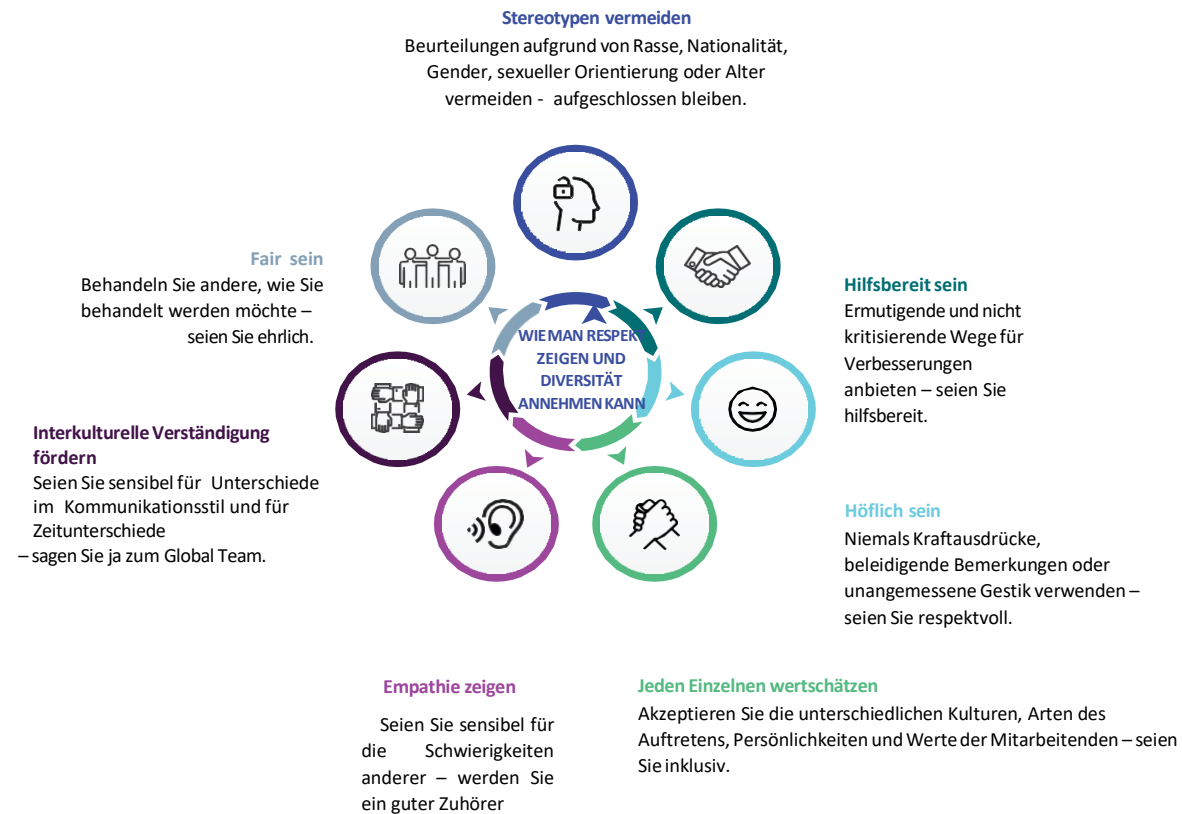 Stereotypen vermeiden
Beurteilungen aufgrund von Rasse, Nationalität,
Gender, sexueller Orientierung oder Alter
vermeiden - aufgeschlossen bleiben.
Fair sein
Behandeln Sie andere, wie Sie
behandelt werden möchte –
seien Sie ehrlich.
Hilfsbereit sein
Ermutigende und nicht
kritisierende Wege für
Verbesserungen
anbieten – seien Sie
hilfsbereit.
WIE MAN RESPEKT
ZEIGEN UND
DIVERSITÄT
ANNEHMEN KANN
Interkulturelle Verständigung
fördern
Seien Sie sensibel für Unterschiede
im Kommunikationsstil und für
Zeitunterschiede
– sagen Sie ja zum Global Team.
Höflich sein
Niemals Kraftausdrücke,
beleidigende Bemerkungen oder
unangemessene Gestik verwenden –
seien Sie respektvoll.
Empathie zeigen
Seien Sie sensibel für
die Schwierigkeiten
anderer – werden Sie
ein guter Zuhörer
Jeden Einzelnen wertschätzen
Akzeptieren Sie die unterschiedlichen Kulturen, Arten des
Auftretens, Persönlichkeiten und Werte der Mitarbeitenden – seien
Sie inklusiv.